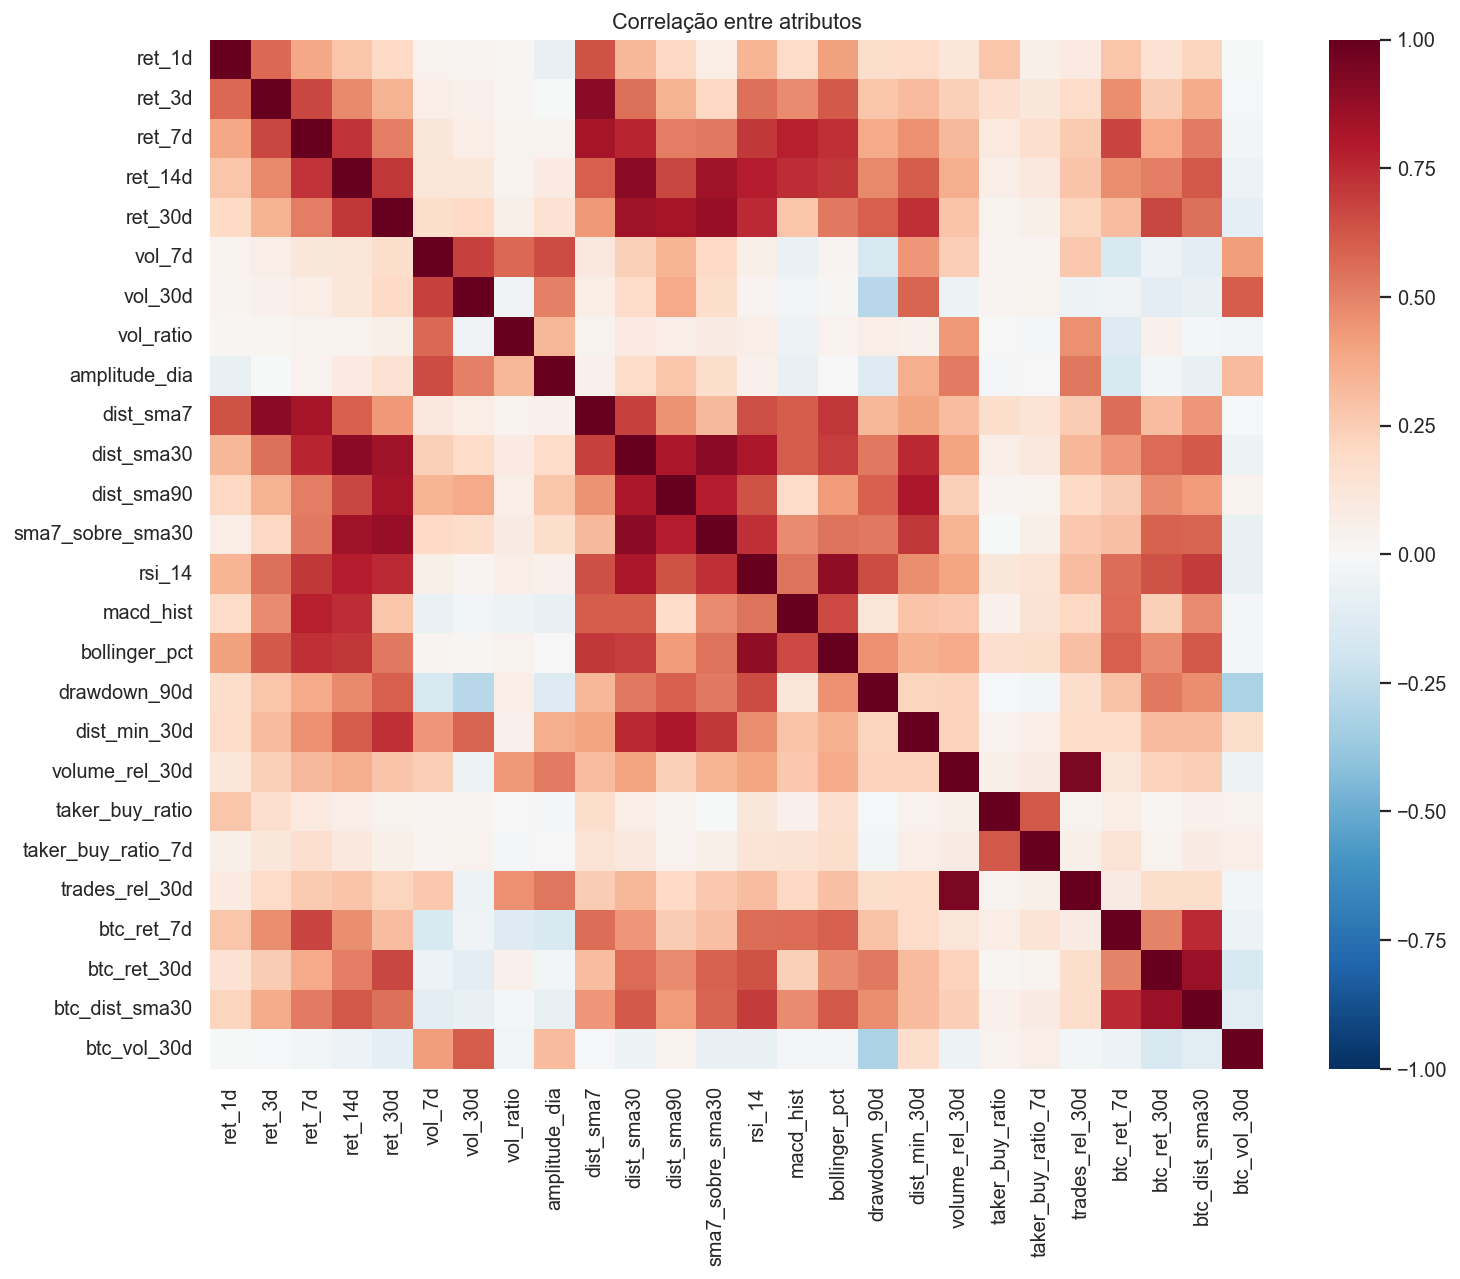 Correlação entre atributos
ret_1d
ret_3d
ret_7d
ret_14d
ret_30d
vol_7d
vol_30d
vol_ratio
amplitude_dia
dist_sma7
dist_sma30
dist_sma90
sma7_sobre_sma30
rsi_14
macd_hist
bollinger_pct
drawdown_90d
dist_min_30d
volume_rel_30d
taker_buy_ratio
taker_buy_ratio_7d
trades_rel_30d
btc_ret_7d
btc_ret_30d
btc_dist_sma30
btc_vol_30d
ret_1d
ret_3d
ret_7d
ret_14d
ret_30d
vol_7d
vol_30d
vol_ratio
amplitude_dia
dist_sma7
dist_sma30
dist_sma90
sma7_sobre_sma30
rsi_14
macd_hist
bollinger_pct
drawdown_90d
dist_min_30d
volume_rel_30d
taker_buy_ratio
taker_buy_ratio_7d
trades_rel_30d
btc_ret_7d
btc_ret_30d
btc_dist_sma30
btc_vol_30d
1.00
0.75
0.50
0.25
0.00
−0.25
−0.50
−0.75
−1.00